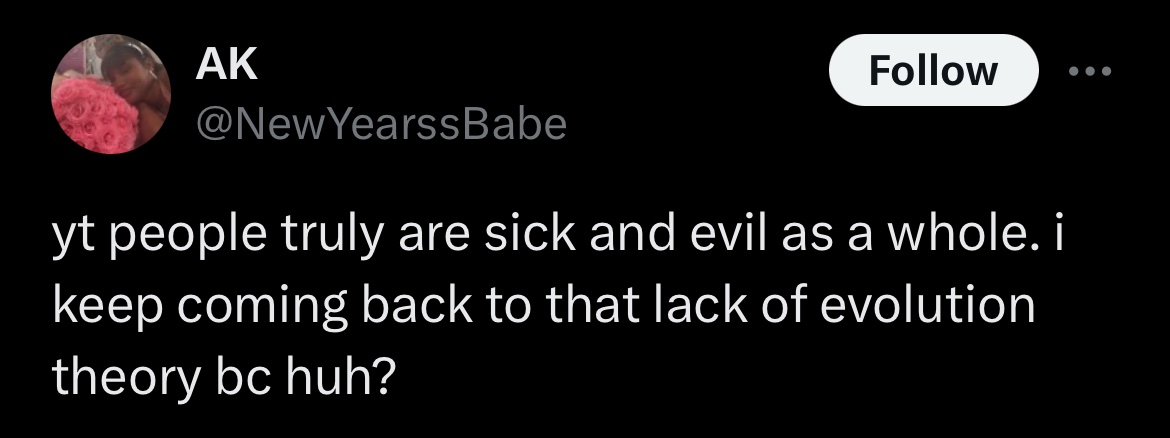 AK
@NewYearssBabe
Follow
yt people truly are sick and evil as a whole. i
keep coming back to that lack of evolution
theory bc huh?